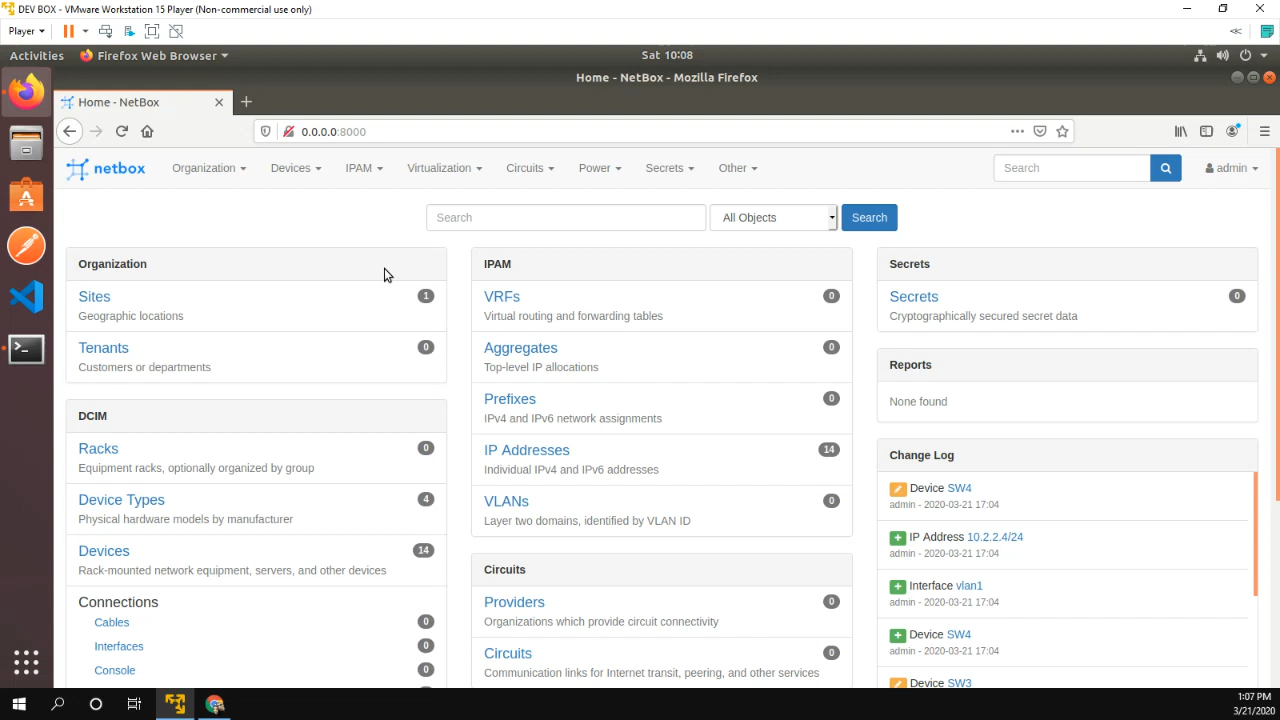 DEV BOX - VMware Workstation 15 Player (Non-commercial use only)
Player
Activities
Firefox Web Browser
Sat 10:08
Home - NetBox - Mozilla Firefox
Home - NetBox
0.0.0.0:8000
netbox
Organization
Devices
IPAM
Virtualization
Circuits
Power
Secrets
Other
Search
admin
Search
All Objects
Search
Organization
Sites
1
Geographic locations
Tenants
0
Customers or departments
DCIM
Racks
0
Equipment racks, optionally organized by group
Device Types
4
Physical hardware models by manufacturer
Devices
14
Rack-mounted network equipment, servers, and other devices
Connections
Cables
0
Interfaces
0
Console
0
IPAM
VRFs
0
Virtual routing and forwarding tables
Aggregates
0
Top-level IP allocations
Prefixes
0
IPv4 and IPv6 network assignments
IP Addresses
14
Individual IPv4 and IPv6 addresses
VLANs
0
Layer two domains, identified by VLAN ID
Circuits
Providers
0
Organizations which provide circuit connectivity
Circuits
0
Communication links for Internet transit, peering, and other services
Secrets
Secrets
0
Cryptographically secured secret data
Reports
None found
Change Log
Device SW4
admin - 2020-03-21 17:04
IP Address 10.2.2.4/24
admin - 2020-03-21 17:04
Interface vlan1
admin - 2020-03-21 17:04
Device SW4
admin - 2020-03-21 17:04
Device SW3
1:07 PM
3/21/2020